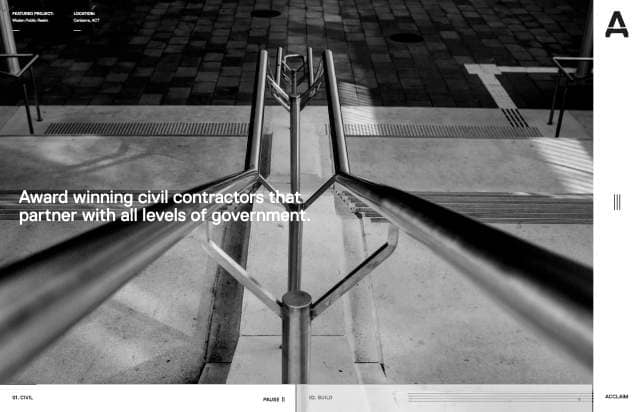 FEATURED PROJECT:
Woden Public Realm
LOCATION:
Canberra, ACT
Award winning civil contractors that
partner with all levels of government.
01. CIVIL
PAUSE
02. BUILD
ACCLAIM